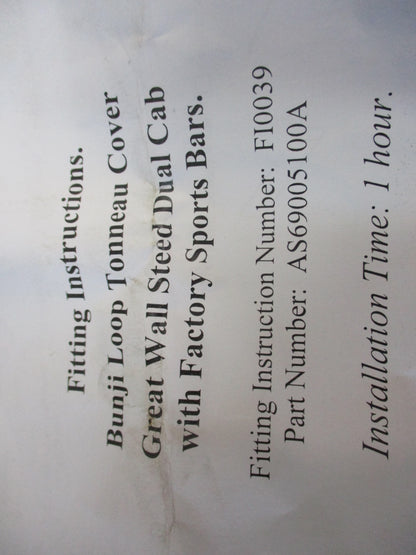 Fitting Instructions.
Bunji Loop Tonneau Cover
Great Wall Steed Dual Cab
with Factory Sports Bars.
Fitting Instruction Number: FI0039
Part Number: AS69005100A
Installation Time: 1 hour.